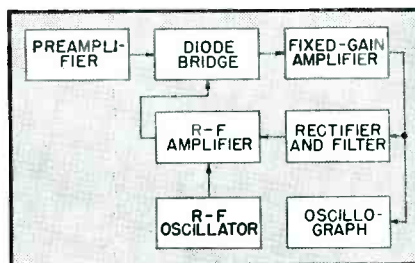 PREAMPLI-
FIER
DIODE
BRIDGE
FIXED-GAIN
AMPLIFIER
R-F
AMPLIFIER
RECTIFIER
AND FILTER
R-F
OSCILLATOR
OSCILLO-
GRAPH